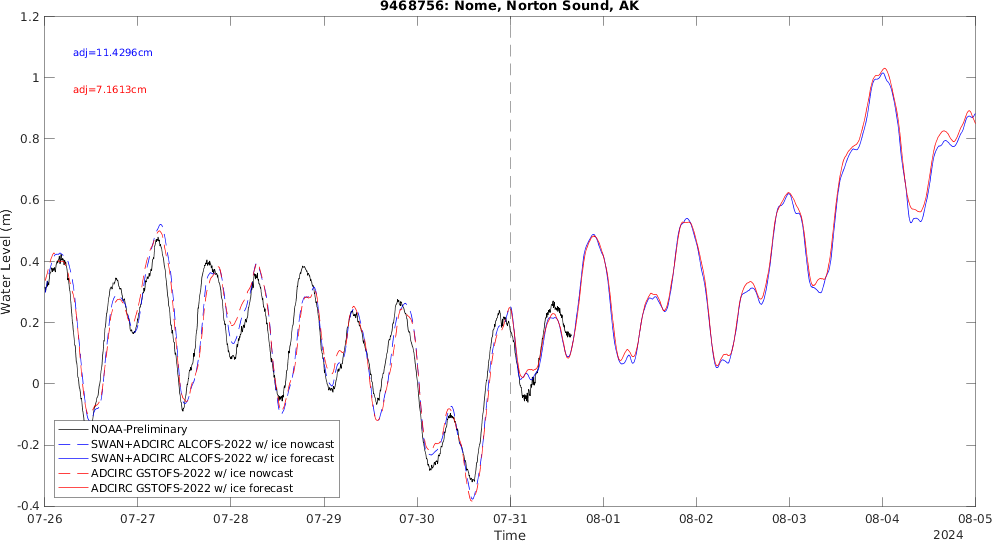 9468756: Nome, Norton Sound, AK
adj=11.4296cm
adj=7.1613cm
Water Level (m)
1.2
1
0.8
0.6
0.4
0.2
0
-0.2
-0.4
NOAA-Preliminary
SWAN+ADCIRC ALCOFS-2022 w/ ice nowcast
SWAN+ADCIRC ALCOFS-2022 w/ ice forecast
ADCIRC GSTOFS-2022 w/ ice nowcast
ADCIRC GSTOFS-2022 w/ ice forecast
07-26 07-27 07-28 07-29 07-30 07-31 08-01 08-02 08-03 08-04 08-05
Time
2024